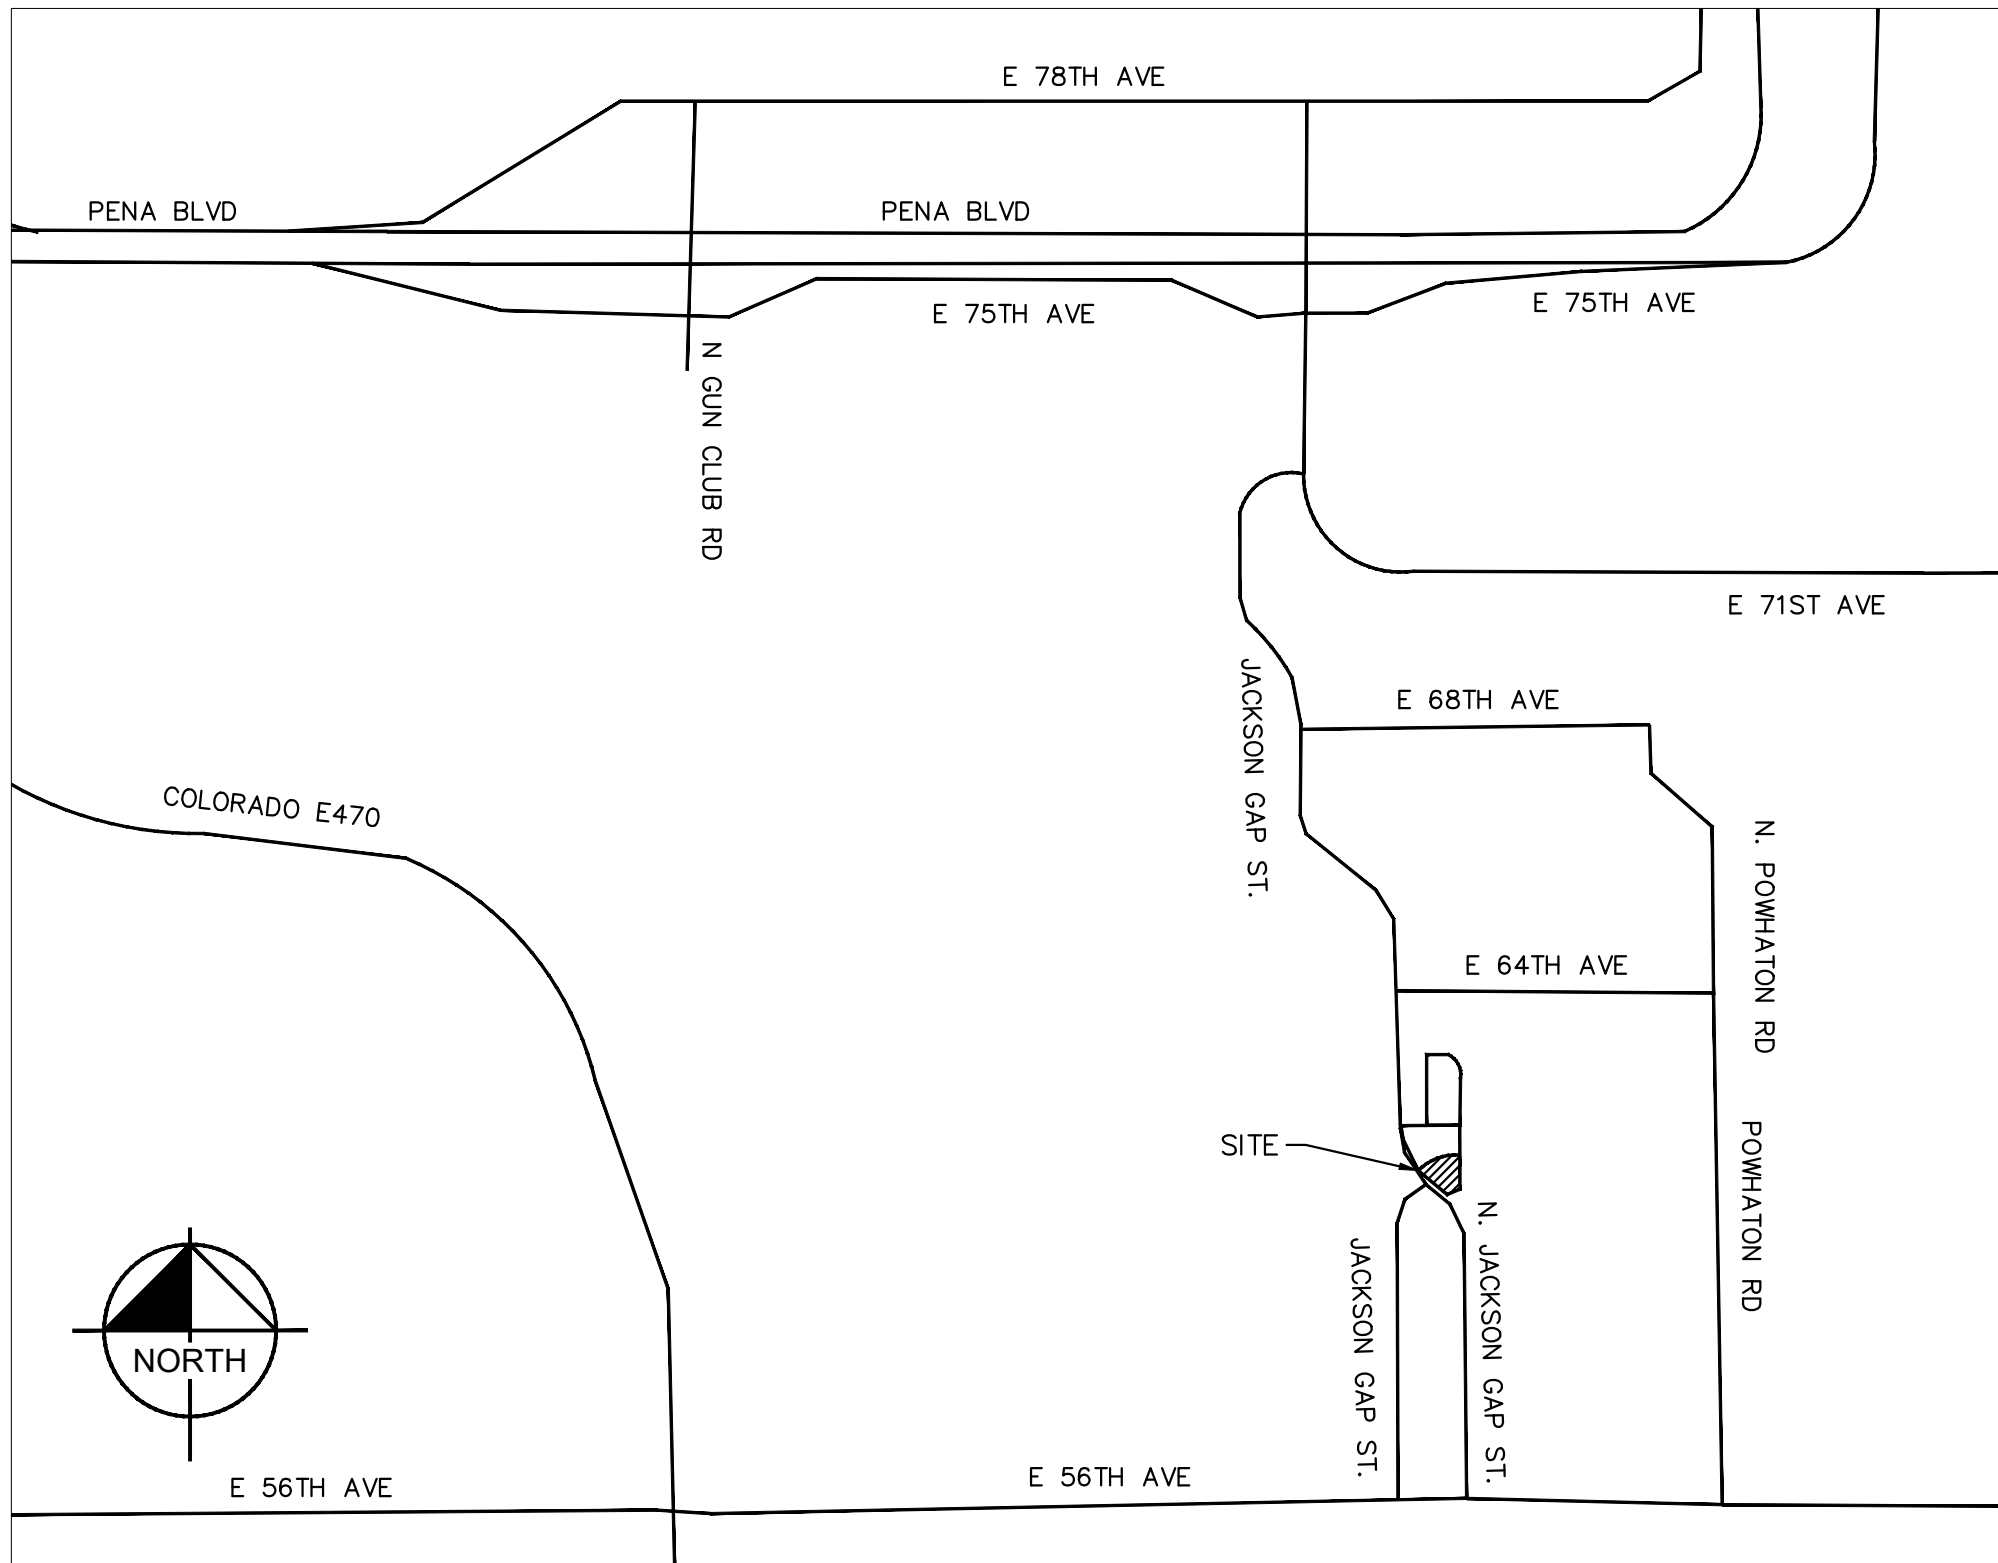 E 78TH AVE
PENA BLVD
PENA BLVD
E 75TH AVE
E 75TH AVE
N GUN CLUB RD
E 71ST AVE
JACKSON GAP ST.
E 68TH AVE
COLORADO E470
N. POWHATON RD
E 64TH AVE
SITE
POWHATON RD
N. JACKSON GAP ST.
JACKSON GAP ST.
NORTH
E 56TH AVE
E 56TH AVE